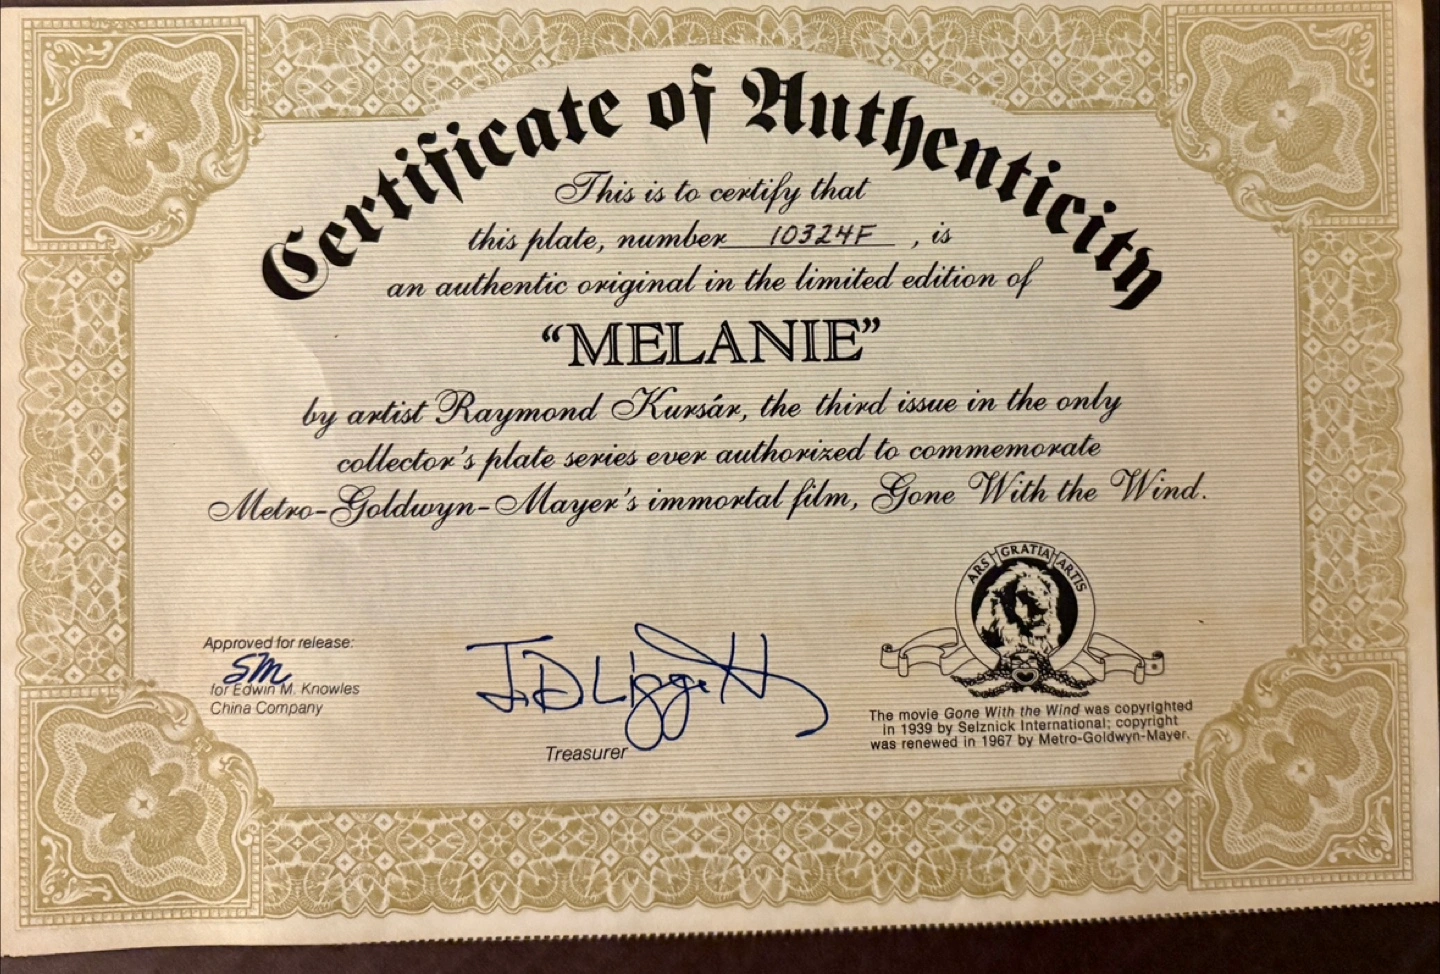 Certificate of Authenticity
This is to certify that
this plate, number 10324F, is
an authentic original in the limited edition of
“MELANIE”
by artist Raymond Kursár, the third issue in the only
collector's plate series ever authorized to commemorate
Metro-Goldwyn-Mayer's immortal film, Gone With the Wind.
Approved for release:
SM
for Edwin M. Knowles
China Company
J. D Liggett
Treasurer
ARS GRATIA ARTIS
The movie Gone With the Wind was copyrighted
in 1939 by Selznick International; copyright
was renewed in 1967 by Metro-Goldwyn-Mayer.